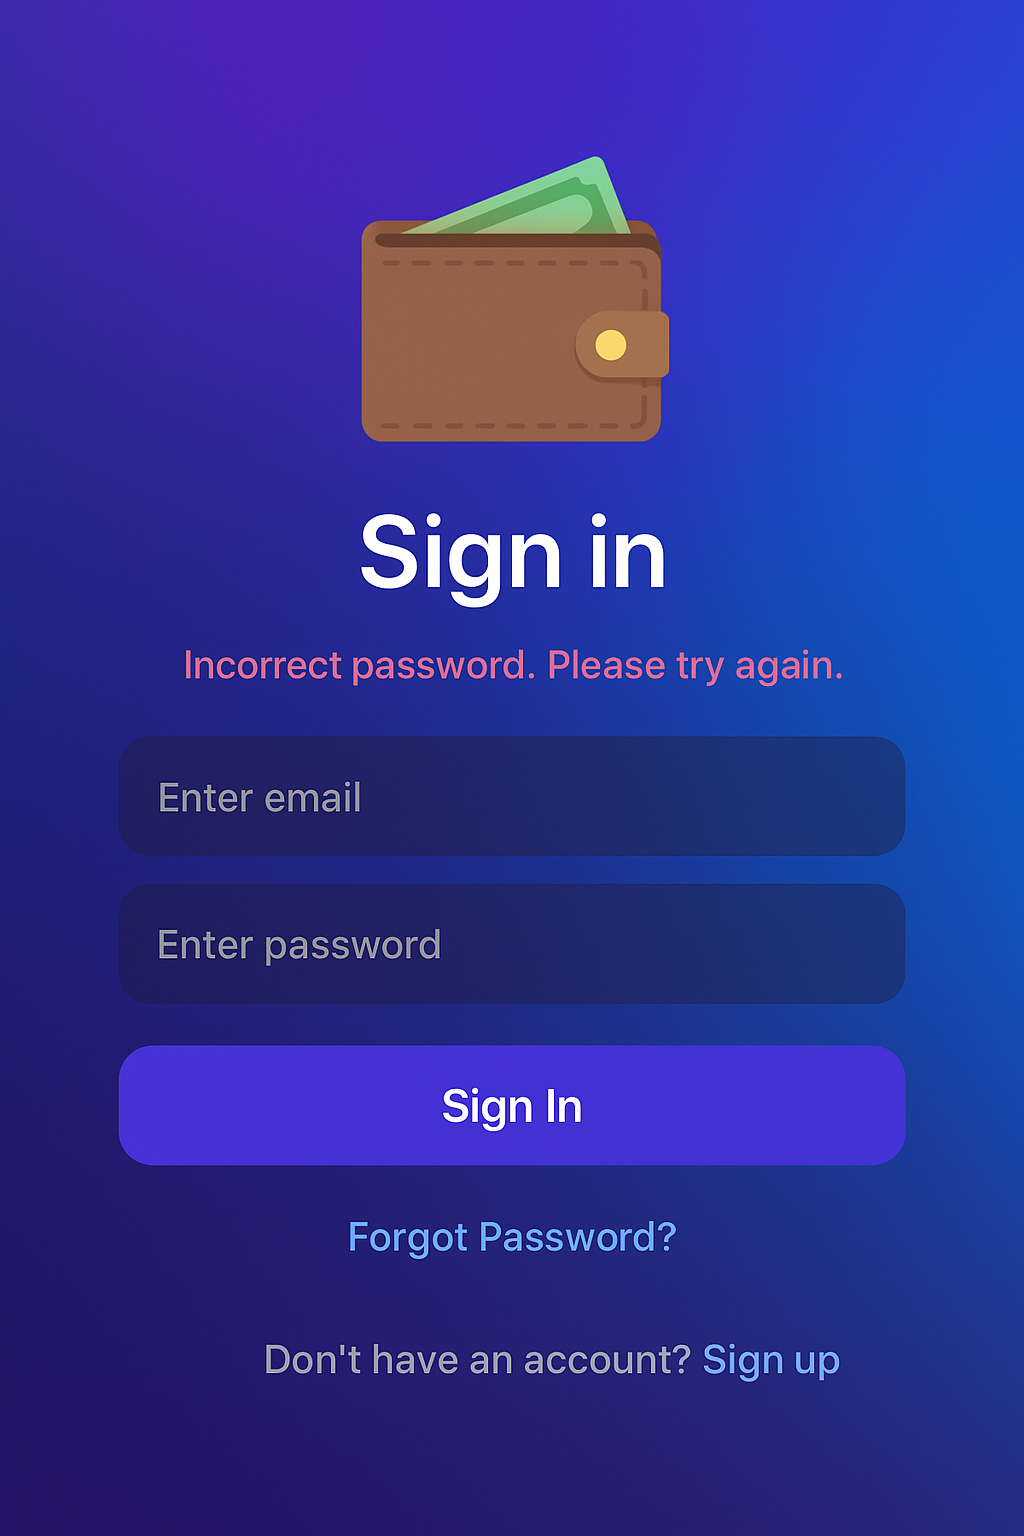 Sign in
Incorrect password. Please try again.
Enter email
Enter password
Sign In
Forgot Password?
Don't have an account? Sign up